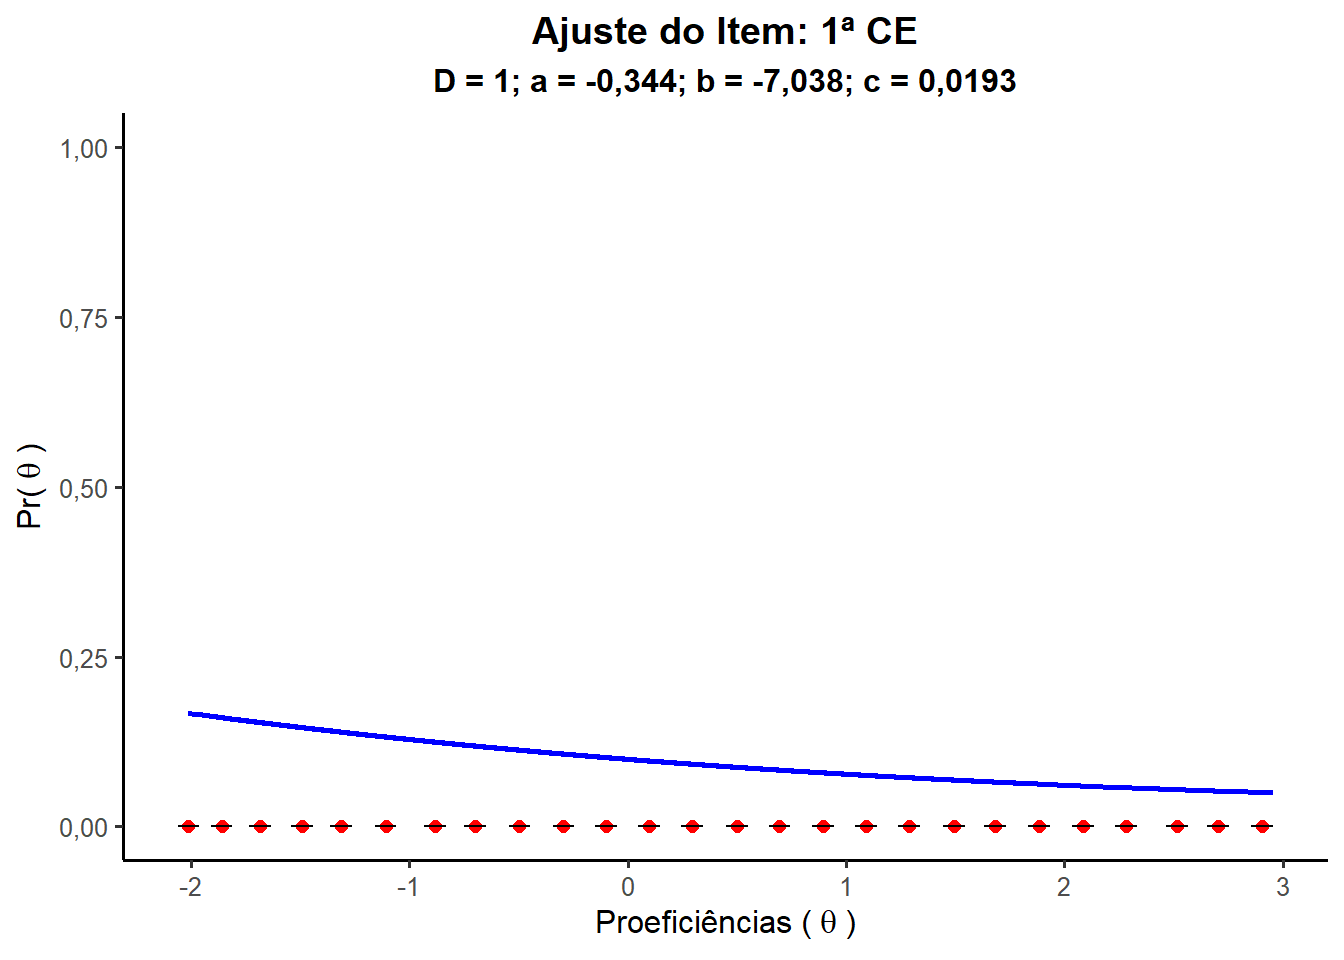 Ajuste do Item: 1ª CE
D = 1; a = -0,344; b = -7,038; c = 0,0193
1,00
0,75
0,50
0,25
0,00
Pr( θ )
-2 -1 0 1 2 3
Proeficiências ( θ )